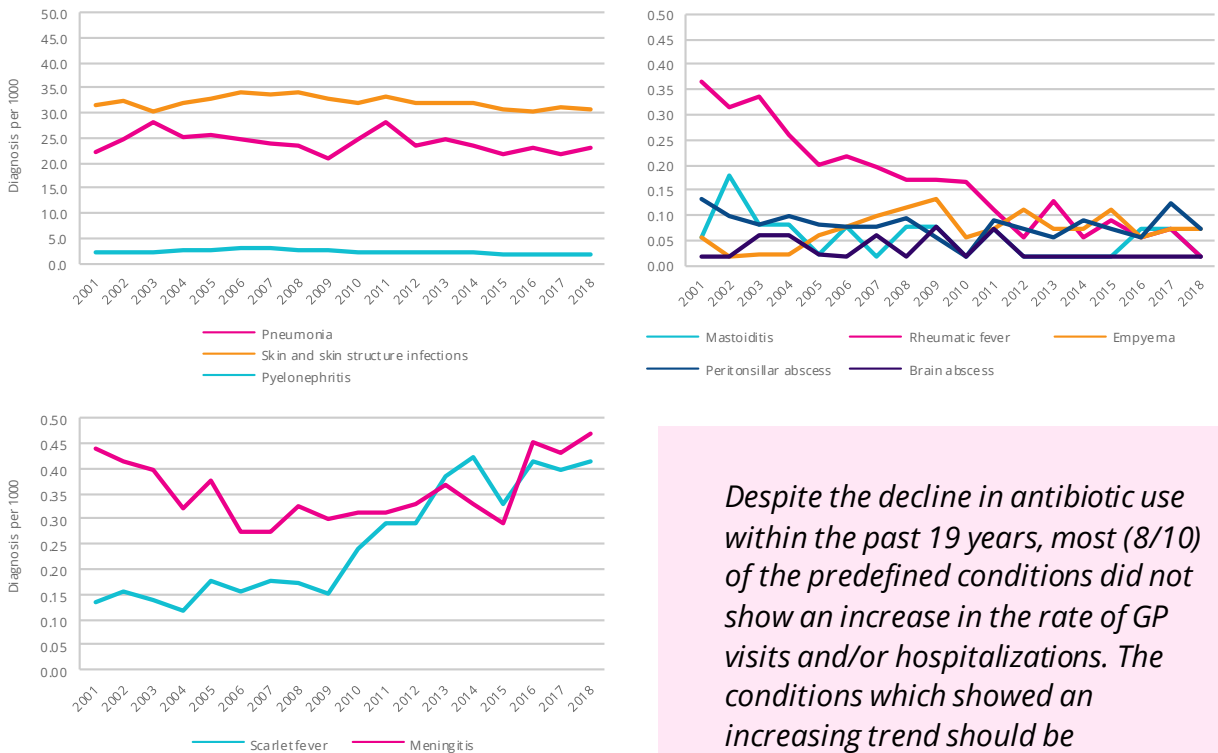 50.0
45.0
40.0
35.0
30.0
25.0
20.0
15.0
10.0
5.0
0.0
Diagnosis per 1000
2001 2002 2003 2004 2005 2006 2007 2008 2009 2010 2011 2012 2013 2014 2015 2016 2017 2018
Pneumonia
Skin and skin structure infections
Pyelonephritis
0.50
0.45
0.40
0.35
0.30
0.25
0.20
0.15
0.10
0.05
0.00
2001 2002 2003 2004 2005 2006 2007 2008 2009 2010 2011 2012 2013 2014 2015 2016 2017 2018
Mastoiditis Rheumatic fever Empyema
Peritonsillar abscess Brain abscess
0.50
0.45
0.40
0.35
0.30
0.25
0.20
0.15
0.10
0.05
0.00
Diagnosis per 1000
2001 2002 2003 2004 2005 2006 2007 2008 2009 2010 2011 2012 2013 2014 2015 2016 2017 2018
Scarlet fever Meningitis
Despite the decline in antibiotic use
within the past 19 years, most (8/10)
of the predefined conditions did not
show an increase in the rate of GP
visits and/or hospitalizations. The
conditions which showed an
increasing trend should be